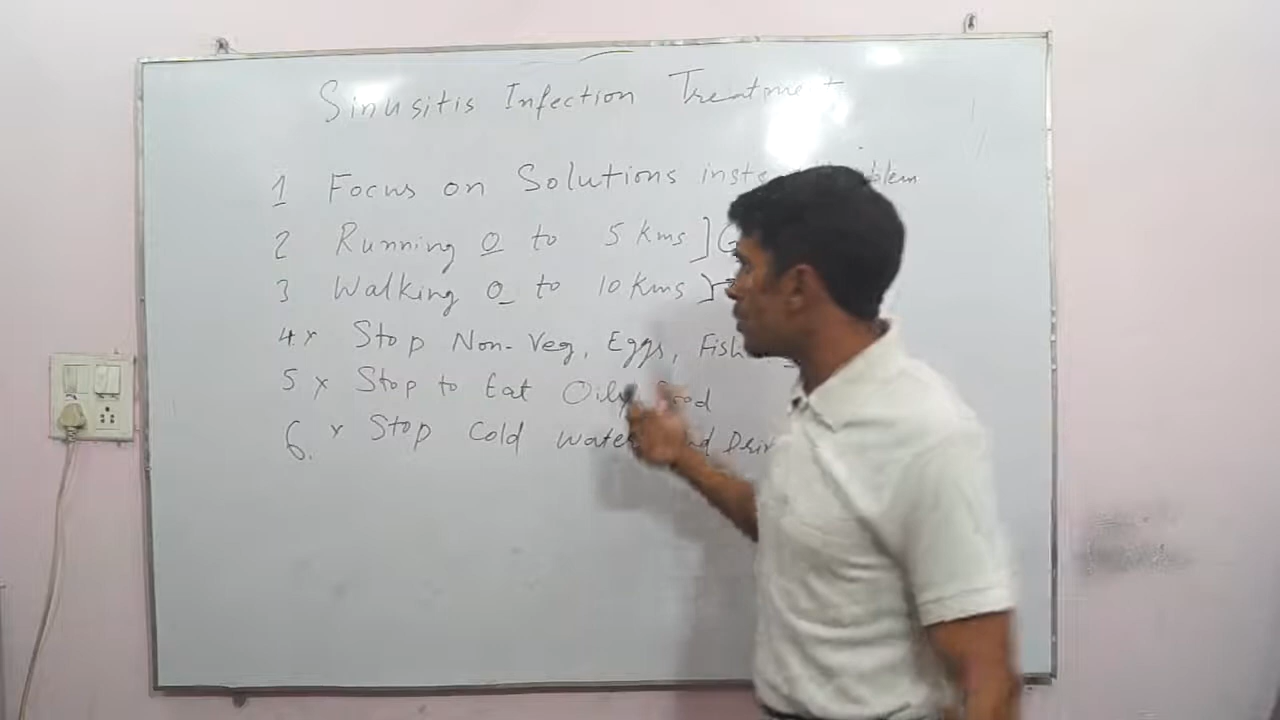 Sinusitis Infection Treatment
1 Focus on Solutions
2 Running 0 to 5 Kms ]
3 Walking 0 to 10 Kms }
4 x Stop Non-Veg, Eggs, Fish
5 x Stop to Eat Oily Food
6. x Stop Cold Water and